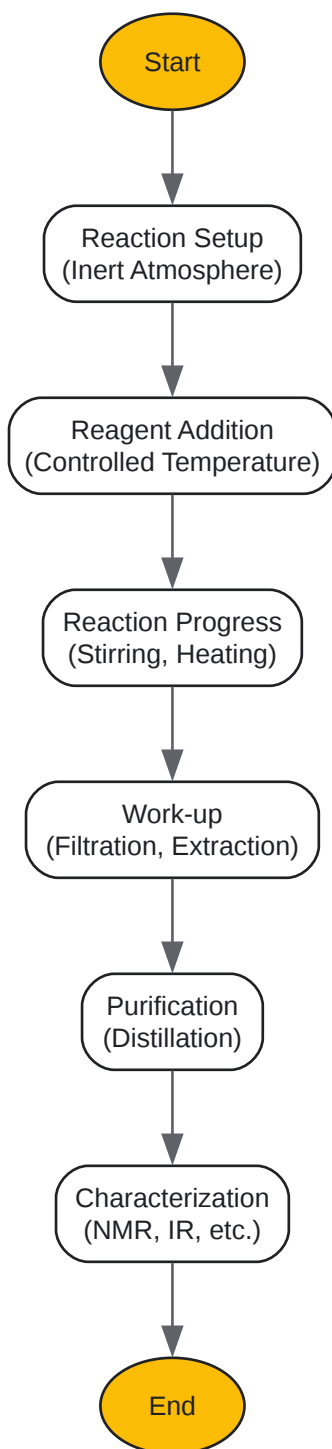 Start
Reaction Setup
(Inert Atmosphere)
Reagent Addition
(Controlled Temperature)
Reaction Progress
(Stirring, Heating)
Work-up
(Filtration, Extraction)
Purification
(Distillation)
Characterization
(NMR, IR, etc.)
End